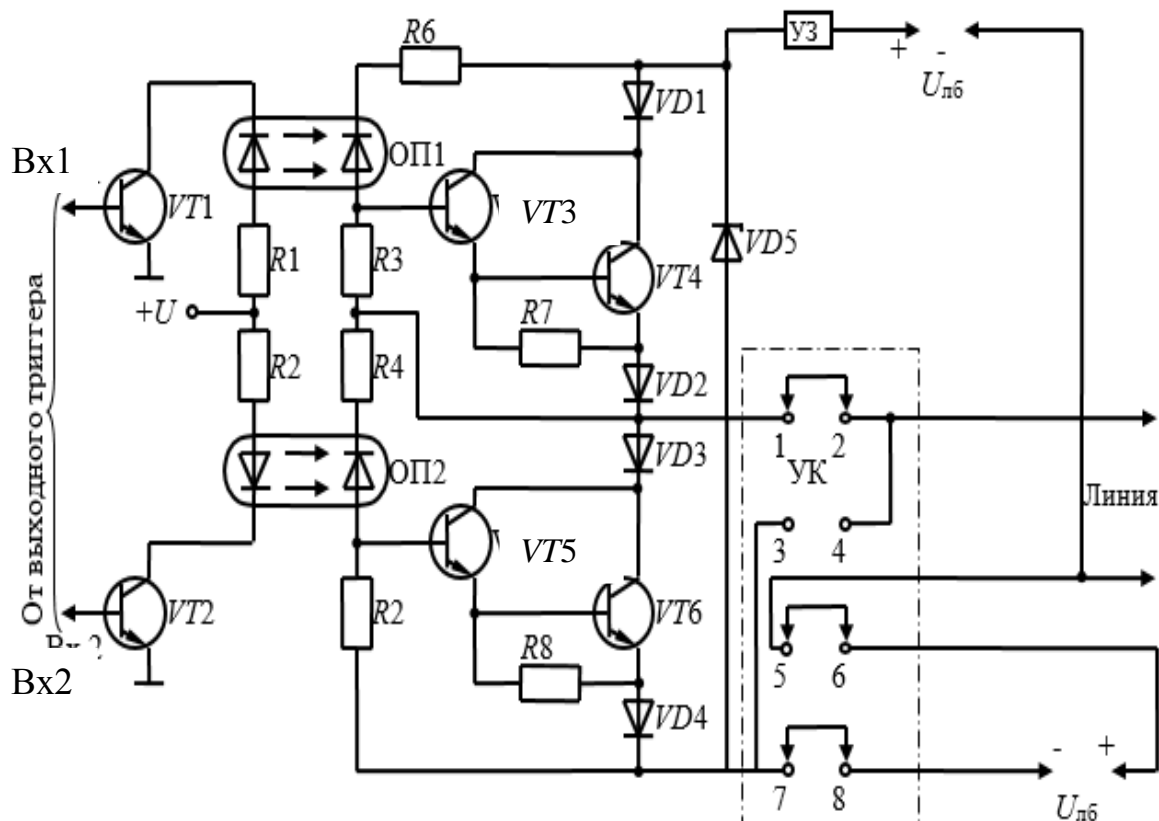 R6
УЗ
+
-
Uлб
VD1
Вх1
ОП1
VT1
VT3
R1
R3
VD5
VT4
+U
R7
От выходного триггера
R2
R4
VD2
1
2
VD3
УК
ОП2
Линия
3
4
VT5
VT2
R2
VT6
R8
5
6
Вх2
VD4
-
+
7
8
Uлб